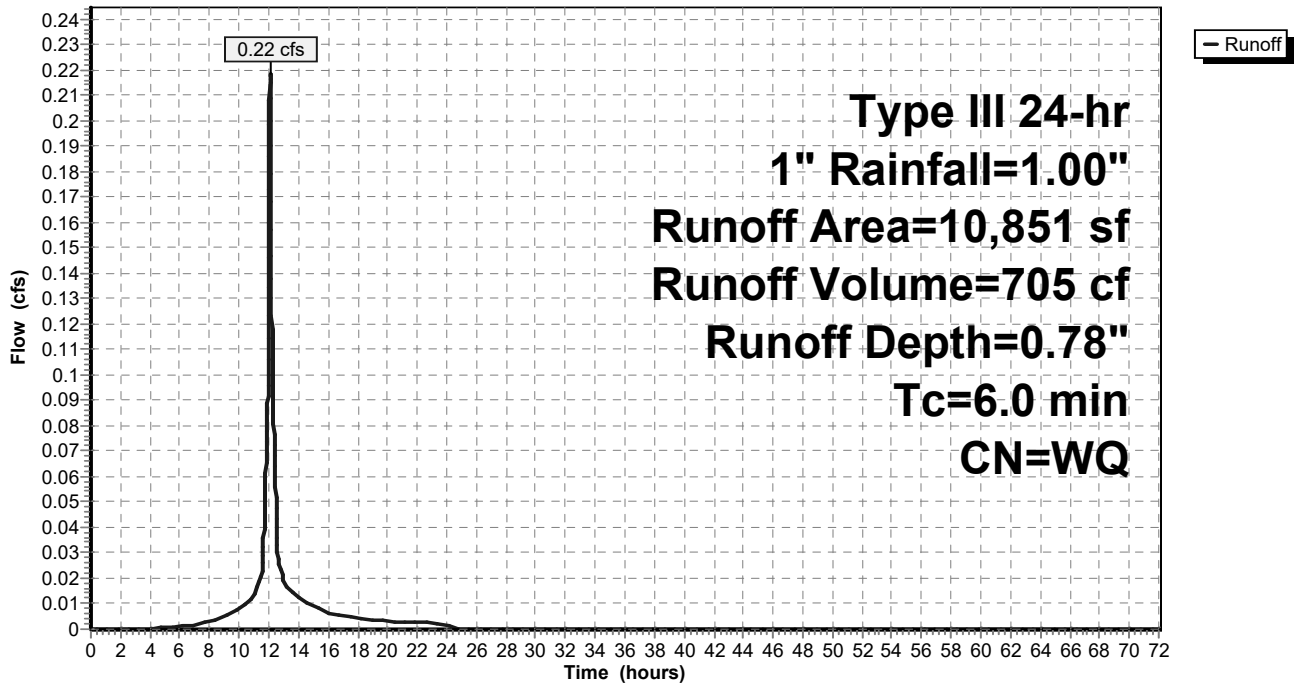 0.24
0.23
0.22
0.21
0.2
0.19
0.18
0.17
0.16
0.15
0.14
0.13
0.12
0.11
0.1
0.09
0.08
0.07
0.06
0.05
0.04
0.03
0.02
0.01
0
Flow (cfs)
0.22 cfs
Runoff
Type III 24-hr
1" Rainfall=1.00"
Runoff Area=10,851 sf
Runoff Volume=705 cf
Runoff Depth=0.78"
Tc=6.0 min
CN=WQ
0 2 4 6 8 10 12 14 16 18 20 22 24 26 28 30 32 34 36 38 40 42 44 46 48 50 52 54 56 58 60 62 64 66 68 70 72
Time (hours)